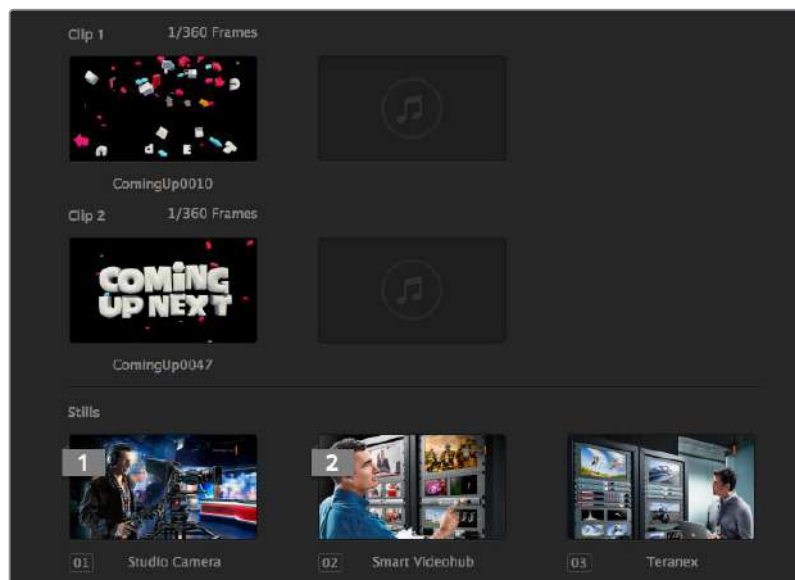 Clip 1 1/360 Frames
ComingUp0010
Clip 2 1/360 Frames
COMiNG
UP NEXT
ComingUp0047
Stills
1 2
01 Studio Camera 02 Smart Videohub 03 Teranex